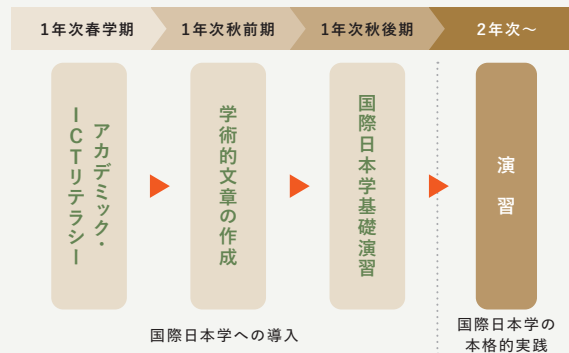 1年次春学期
1年次秋前期
1年次秋後期
2年次～
アカデミック・
ICTリテラシー
学術的文章の作成
国際日本学基礎演習
演習
国際日本学への導入
国際日本学の
本格的実践